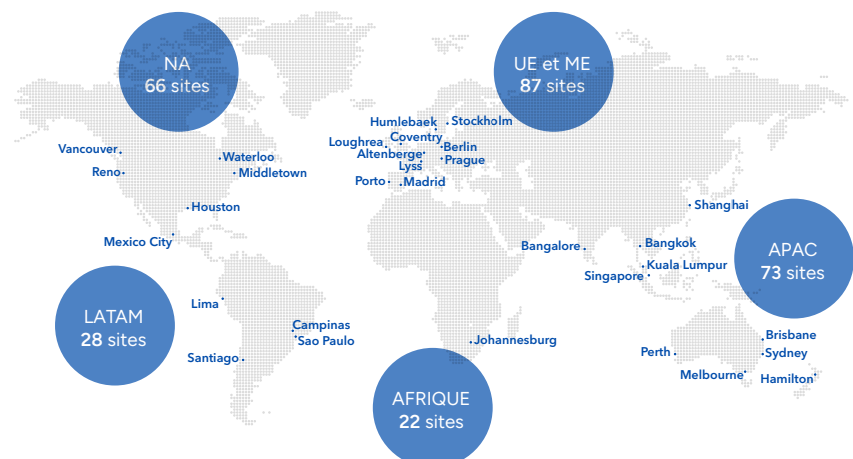 NA
66 sites
UE et ME
87 sites
Humlebaek
Stockholm
Coventry
Loughrea
Berlin
Altenberge
Prague
Lyss
Porto
Madrid
Vancouver
Waterloo
Reno
Middletown
Houston
Mexico City
Shanghai
Bangalore
Bangkok
Kuala Lumpur
Singapore
APAC
73 sites
LATAM
28 sites
Lima
Campinas
Sao Paulo
Santiago
Johannesburg
AFRIQUE
22 sites
Perth
Brisbane
Sydney
Melbourne
Hamilton